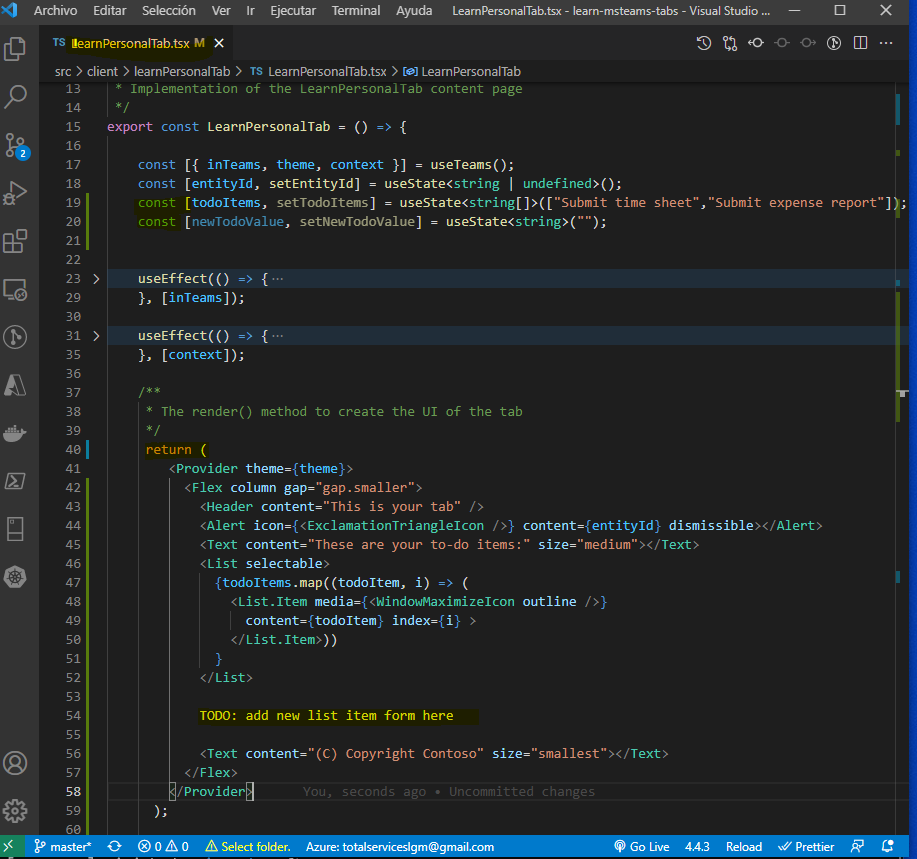 Archivo Editar Selección Ver Ir Ejecutar Terminal Ayuda LearnPersonalTab.tsx - learn-msteams-tabs - Visual Studio ...
TS LearnPersonalTab.tsx M
src > client > learnPersonalTab > TS LearnPersonalTab.tsx > LearnPersonalTab
13 * Implementation of the LearnPersonalTab content page
14 */
15 export const LearnPersonalTab = () => {
16
17 const [{ inTeams, theme, context }] = useTeams();
18 const [entityId, setEntityId] = useState<string | undefined>();
19 const [todoItems, setTodoItems] = useState<string[]>(["Submit time sheet","Submit expense report"]);
20 const [newTodoValue, setNewTodoValue] = useState<string>("");
21
22
23 useEffect(() => { ...
29 }, [inTeams]);
30
31 useEffect(() => { ...
35 }, [context]);
36
37 /**
38 * The render() method to create the UI of the tab
39 */
40 return (
41 <Provider theme={theme}>
42 <Flex column gap="gap.smaller">
43 <Header content="This is your tab" />
44 <Alert icon={<ExclamationTriangleIcon />} content={entityId} dismissible></Alert>
45 <Text content="These are your to-do items:" size="medium"></Text>
46 <List selectable>
47 {todoItems.map((todoItem, i) => (
48 <List.Item media={<WindowMaximizeIcon outline />}
49 content={todoItem} index={i} >
50 </List.Item>))
51 }
52 </List>
53
54 TODO: add new list item form here
55
56 <Text content="(C) Copyright Contoso" size="smallest"></Text>
57 </Flex>
58 </Provider> You, seconds ago • Uncommitted changes
59 );
60
2
master* 0 0 Select folder. Azure: totalserviceslgm@gmail.com Go Live 4.4.3 Reload Prettier